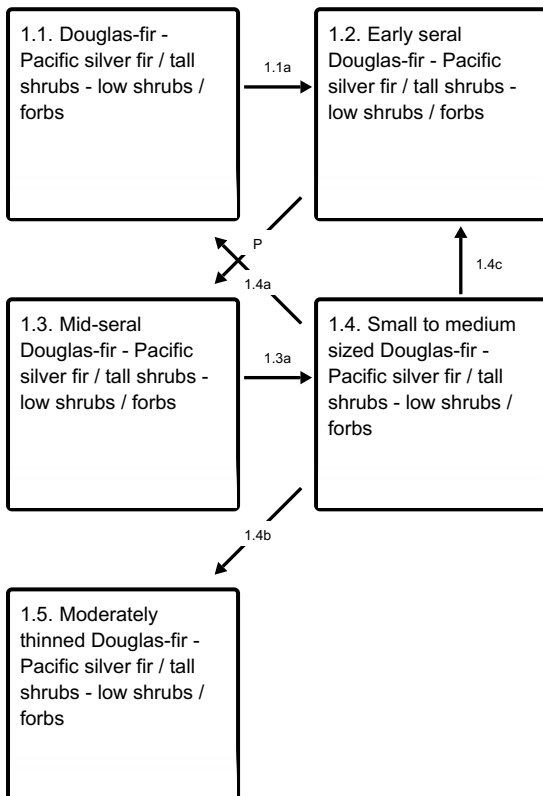 1.1. Douglas-fir -
Pacific silver fir / tall
shrubs - low shrubs /
forbs
1.1a
1.2. Early seral
Douglas-fir - Pacific
silver fir / tall shrubs -
low shrubs / forbs
P
1.4a
1.4c
1.3. Mid-seral
Douglas-fir - Pacific
silver fir / tall shrubs -
low shrubs / forbs
1.3a
1.4. Small to medium
sized Douglas-fir -
Pacific silver fir / tall
shrubs - low shrubs /
forbs
1.4b
1.5. Moderately
thinned Douglas-fir -
Pacific silver fir / tall
shrubs - low shrubs /
forbs